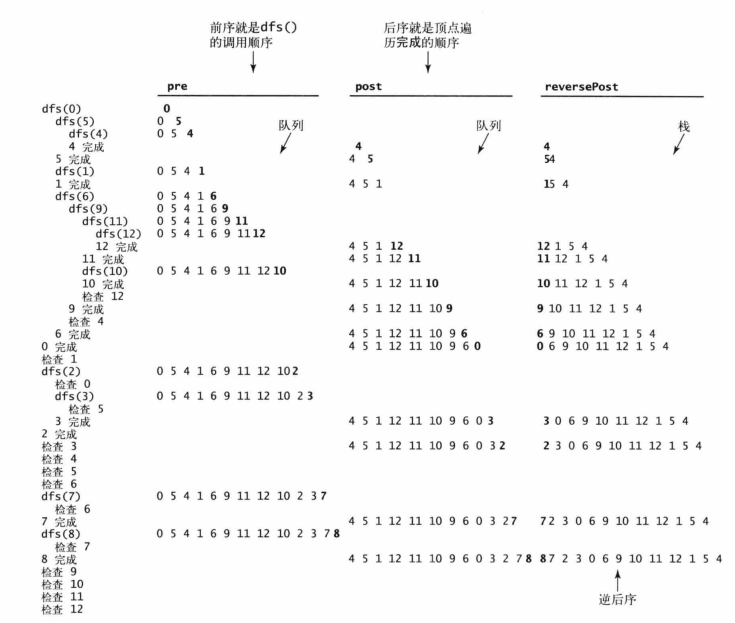 前序就是dfs() 后序就是顶点遍
的调用顺序 历完成的顺序
pre post reversePost
dfs(0) 0
dfs(5) 0 5 队列 队列 栈
dfs(4) 0 5 4
4 完成 4 4
5 完成 4 5 54
dfs(1) 0 5 4 1
1 完成 4 5 1 15 4
dfs(6) 0 5 4 1 6
dfs(9) 0 5 4 1 6 9
dfs(11) 0 5 4 1 6 9 11
dfs(12) 0 5 4 1 6 9 1112
12 完成 4 5 1 12 12 1 5 4
11 完成 4 5 1 12 11 11 12 1 5 4
dfs(10) 0 5 4 1 6 9 11 12 10
10 完成 4 5 1 12 11 10 10 11 12 1 5 4
检查 12
9 完成 4 5 1 12 11 10 9 9 10 11 12 1 5 4
检查 4
6 完成 4 5 1 12 11 10 9 6 6 9 10 11 12 1 5 4
0 完成 4 5 1 12 11 10 9 6 0 0 6 9 10 11 12 1 5 4
检查 1
dfs(2) 0 5 4 1 6 9 11 12 10 2
检查 0
dfs(3) 0 5 4 1 6 9 11 12 10 2 3
检查 5
3 完成 4 5 1 12 11 10 9 6 0 3 3 0 6 9 10 11 12 1 5 4
2 完成
检查 3 4 5 1 12 11 10 9 6 0 3 2 2 3 0 6 9 10 11 12 1 5 4
检查 4
检查 5
检查 6
dfs(7) 0 5 4 1 6 9 11 12 10 2 3 7
检查 6
7 完成 4 5 1 12 11 10 9 6 0 3 2 7 7 2 3 0 6 9 10 11 12 1 5 4
dfs(8) 0 5 4 1 6 9 11 12 10 2 3 7 8
检查 7
8 完成 4 5 1 12 11 10 9 6 0 3 2 7 8 8 7 2 3 0 6 9 10 11 12 1 5 4
检查 9
检查 10
检查 11 逆后序
检查 12